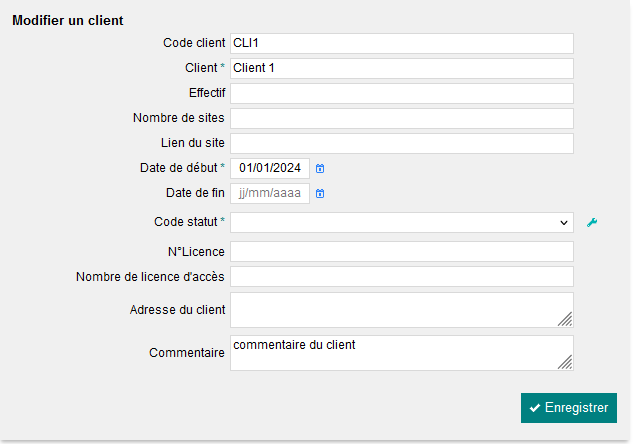 Modifier un client
Code client CLI1
Client * Client 1
Effectif
Nombre de sites
Lien du site
Date de début * 01/01/2024
Date de fin jj/mm/aaaa
Code statut *
N°Licence
Nombre de licence d'accès
Adresse du client
Commentaire commentaire du client
Enregistrer